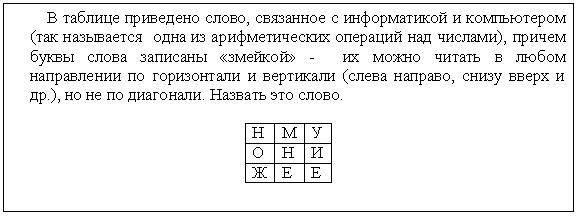 В таблице приведено слово, связанное с информатикой и компьютером
(так называется одна из арифметических операций над числами), причем
буквы слова записаны «змейкой» - их можно читать в любом
направлении по горизонтали и вертикали (слева направо, снизу вверх и
др.), но не по диагонали. Назвать это слово.
Н М У
О Н И
Ж Е Е